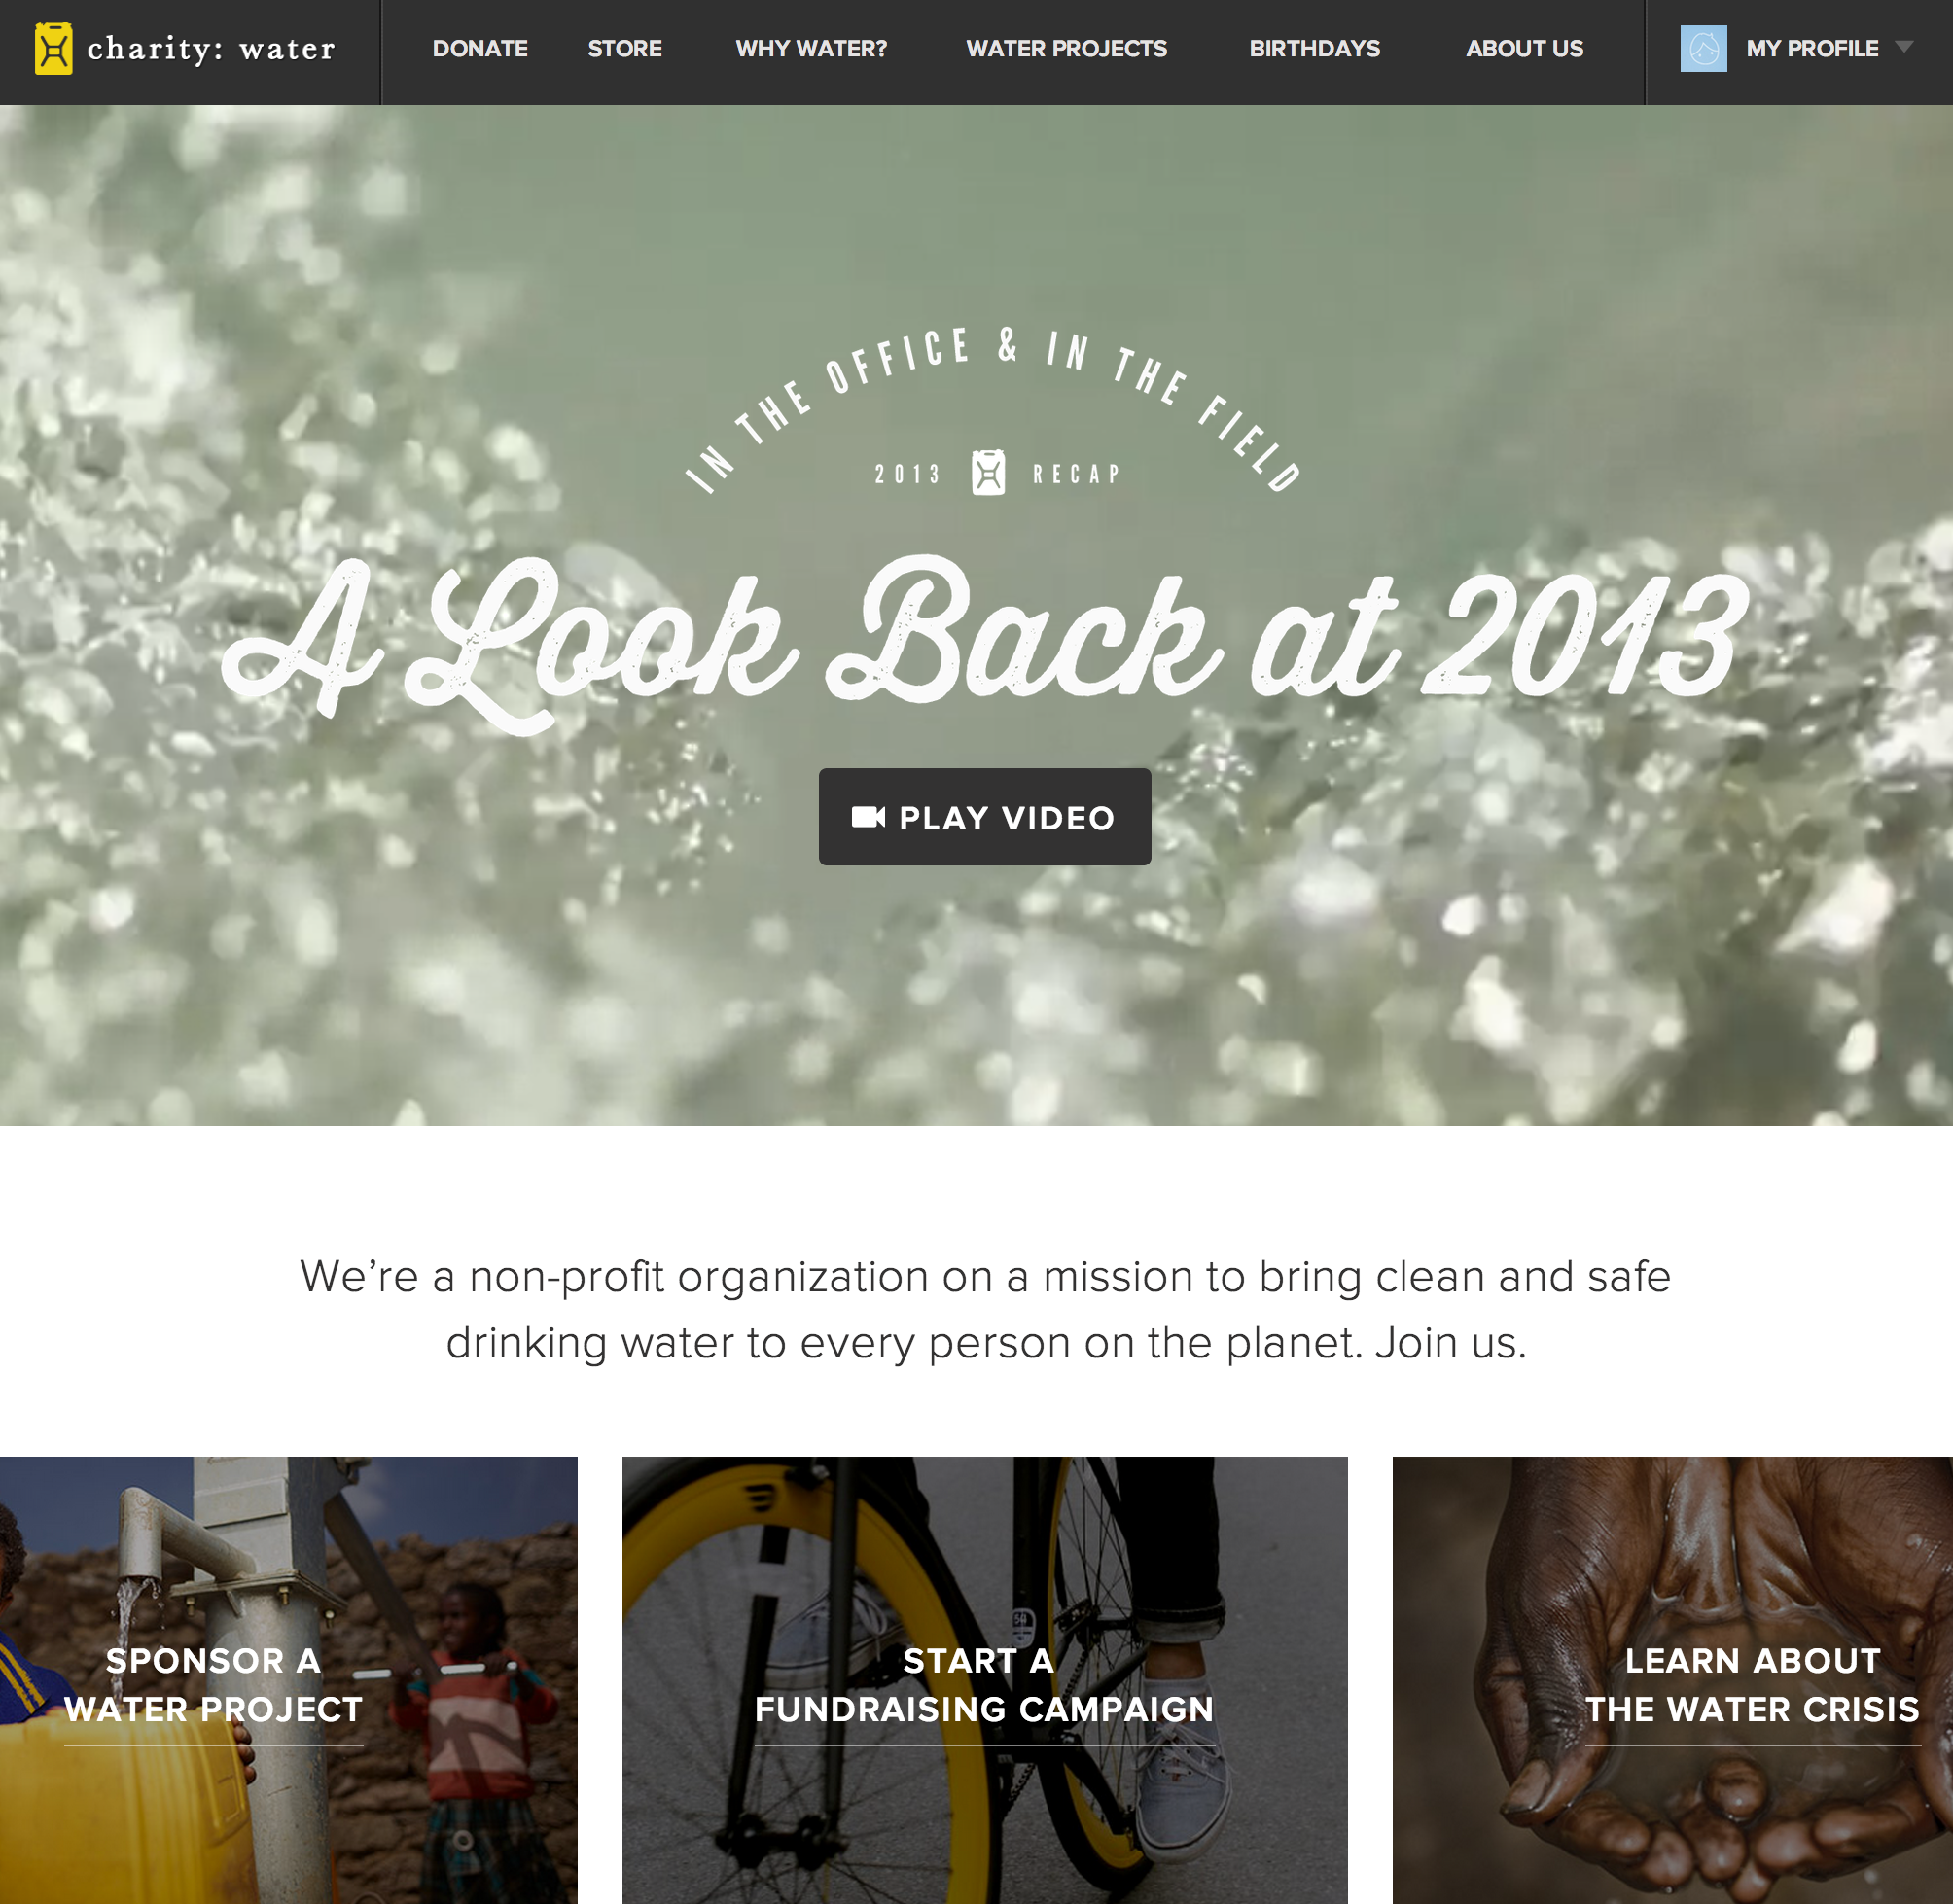 charity: water
DONATE
STORE
WHY WATER?
WATER PROJECTS
BIRTHDAYS
ABOUT US
MY PROFILE
IN THE OFFICE & IN THE FIELD
2013 RECAP
A Look Back at 2013
PLAY VIDEO
We’re a non-profit organization on a mission to bring clean and safe
drinking water to every person on the planet. Join us.
SPONSOR A
WATER PROJECT
START A
FUNDRAISING CAMPAIGN
LEARN ABOUT
THE WATER CRISIS